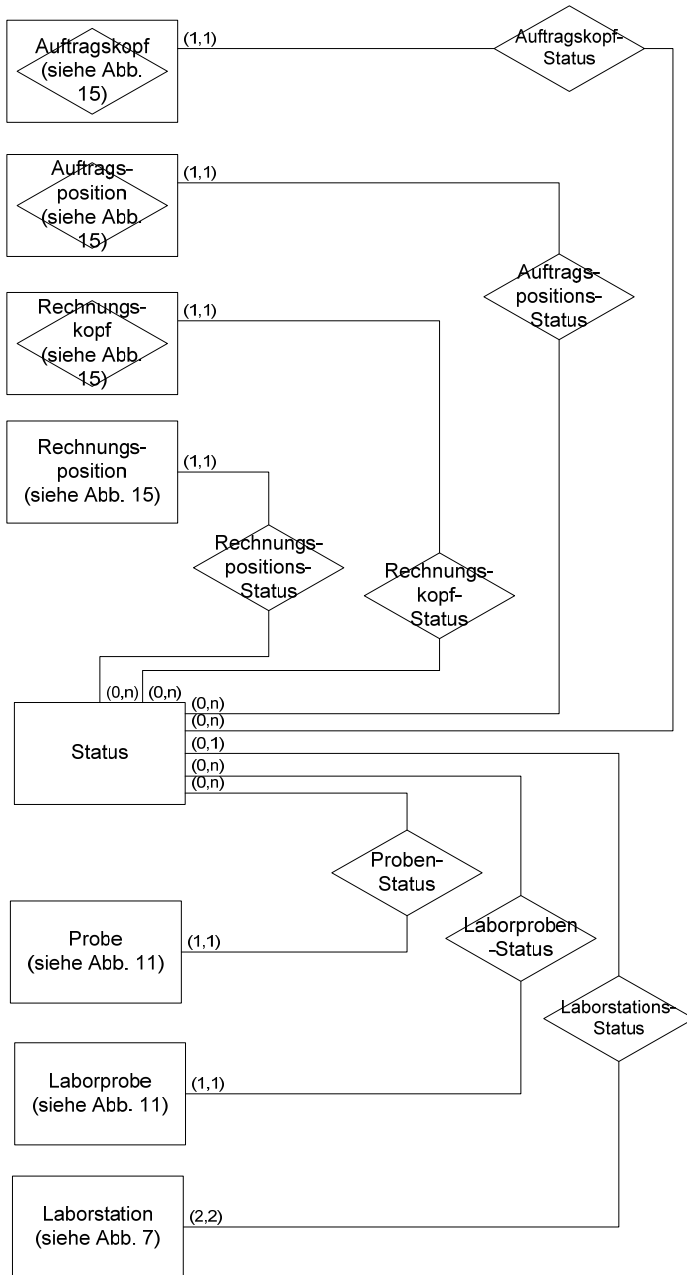 Auftragskopf
(siehe Abb.
15)
(1,1)
Auftragskopf-
Status
Auftrags-
position
(siehe Abb.
15)
(1,1)
Auftrags-
positions-
Status
Rechnungs-
kopf
(siehe Abb.
15)
(1,1)
Rechnungs-
position
(siehe Abb. 15)
(1,1)
Rechnungs-
positions-
Status
Rechnungs-
kopf-
Status
(0,n)
(0,n)
(0,n)
(0,n)
(0,1)
(0,n)
(0,n)
Status
Proben-
Status
Laborproben
-Status
Probe
(siehe Abb. 11)
(1,1)
Laborstations-
Status
Laborprobe
(siehe Abb. 11)
(1,1)
Laborstation
(siehe Abb. 7)
(2,2)